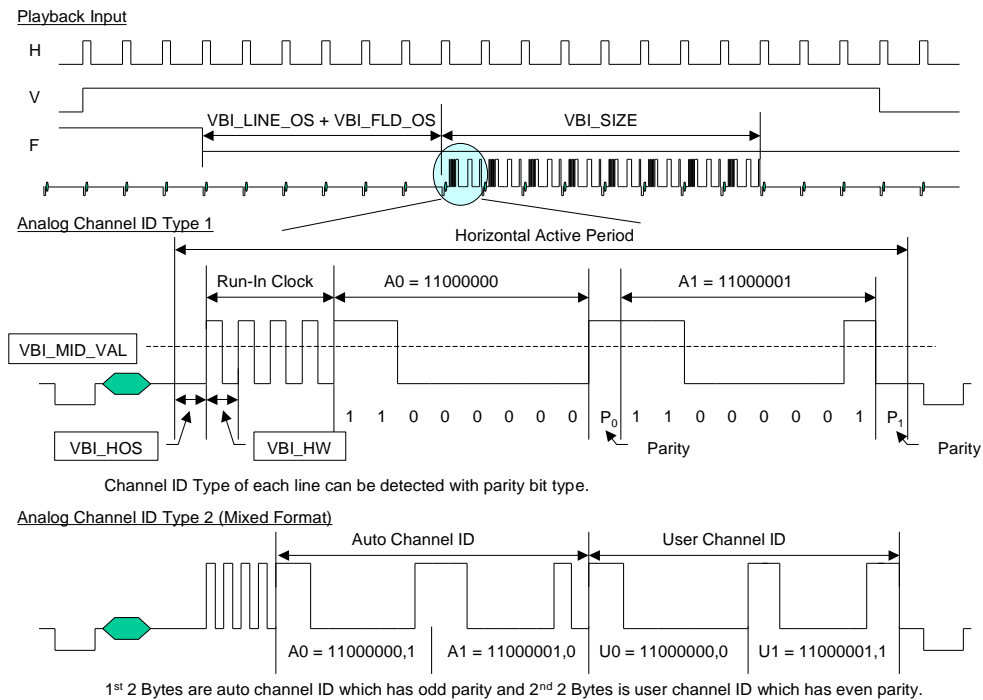 Playback Input
H
V
VBI_LINE_OS + VBI_FLD_OS
VBI_SIZE
F
Analog Channel ID Type 1
Horizontal Active Period
Run-In Clock
A0 = 11000000
A1 = 11000001
VBI_MID_VAL
1 1 0 0 0 0 0 0 P0 1 1 0 0 0 0 0 1 P1
VBI_HOS
VBI_HW
Parity
Parity
Channel ID Type of each line can be detected with parity bit type.
Analog Channel ID Type 2 (Mixed Format)
Auto Channel ID
User Channel ID
A0 = 11000000,1
A1 = 11000001,0
U0 = 11000000,0
U1 = 11000001,1
1st 2 Bytes are auto channel ID which has odd parity and 2nd 2 Bytes is user channel ID which has even parity.